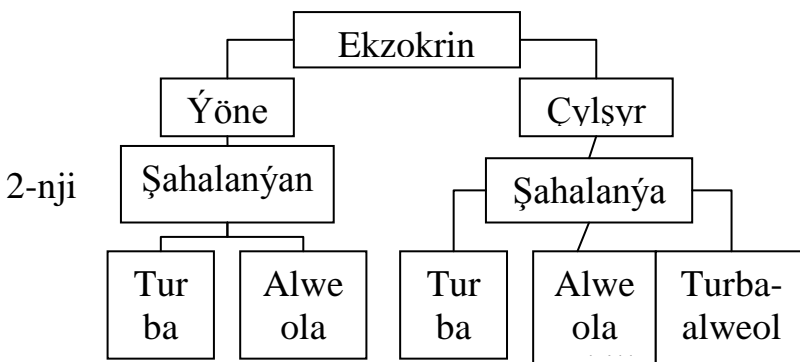 Ekzokrin
Ýöne
Çylşyr
2-nji
Şahalanýan
Şahalanýa
Tur
ba
Alwe
ola
Tur
ba
Alwe
ola
Turba-
alweol